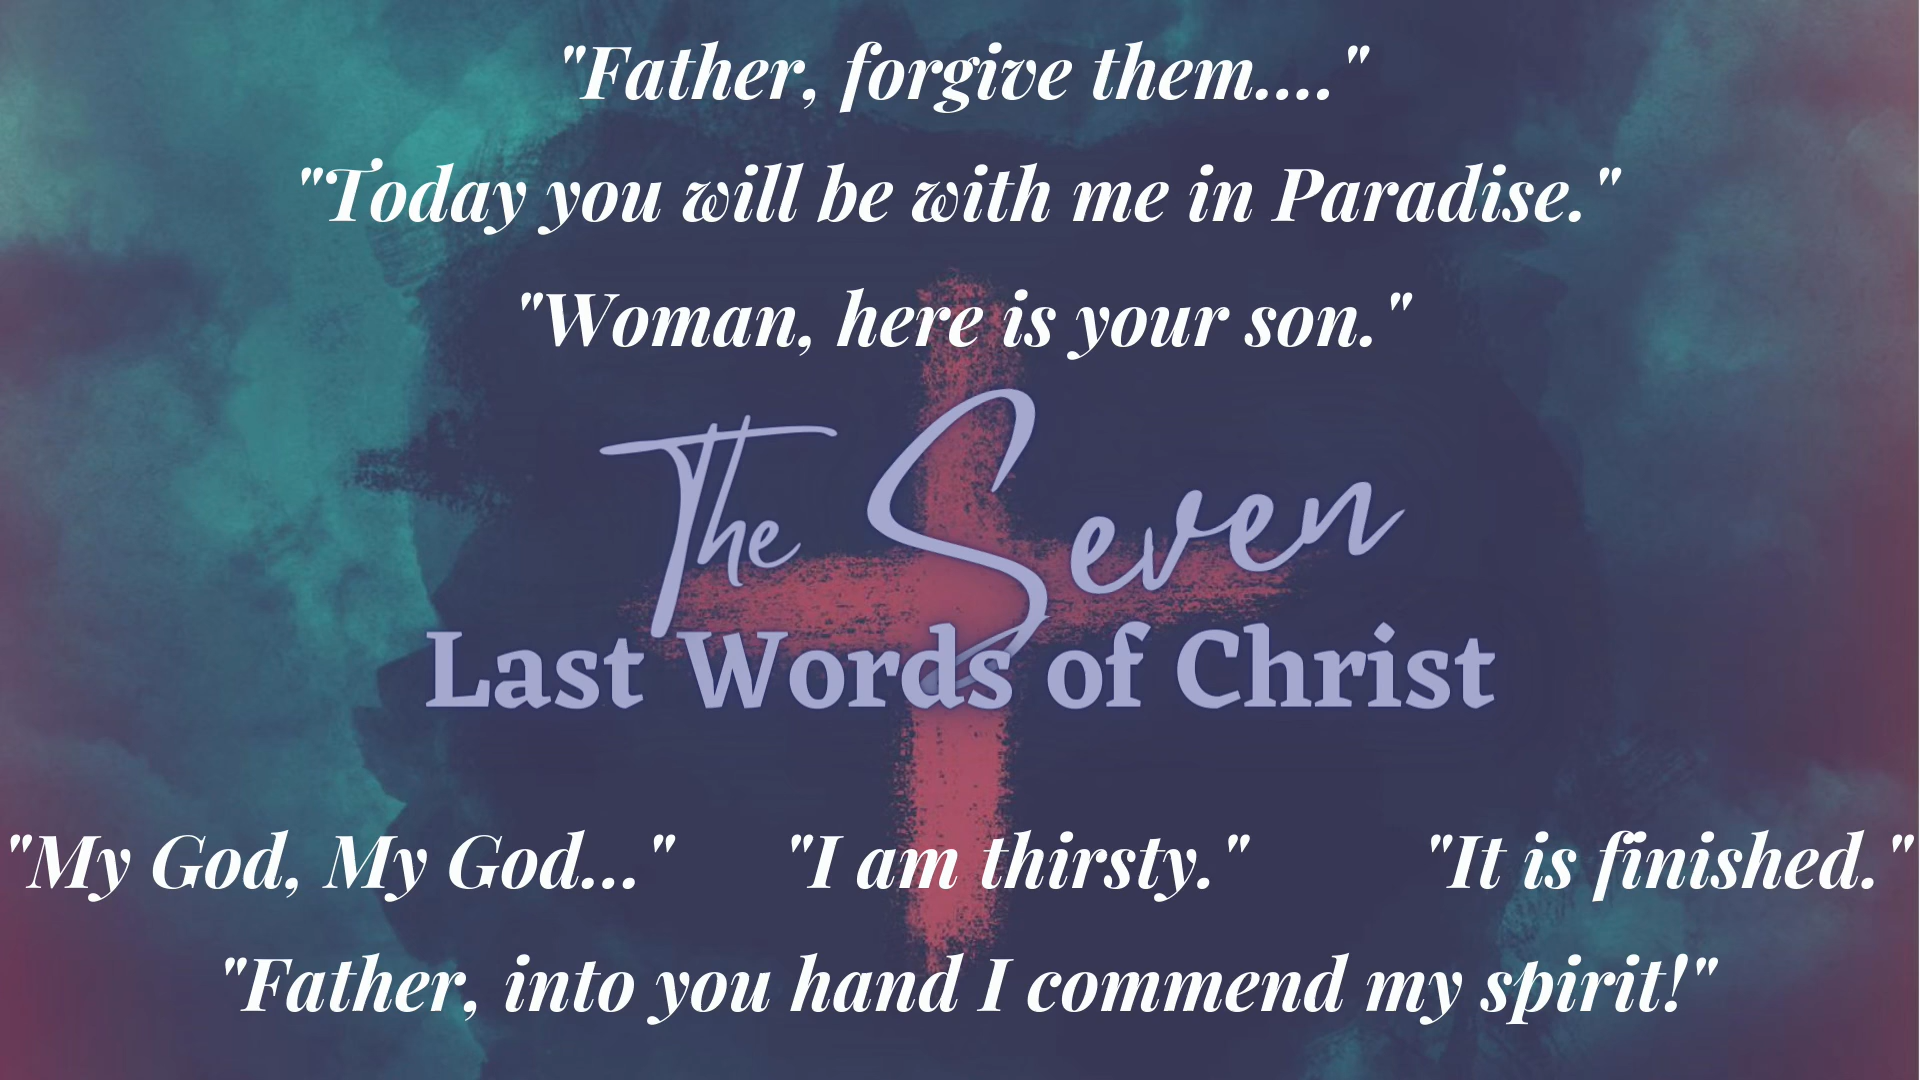 "Father, forgive them...."
"Today you will be with me in Paradise."
"Woman, here is your son."
The Seven
Last Words of Christ
"My God, My God..." "I am thirsty." "It is finished."
"Father, into you hand I commend my spirit!"